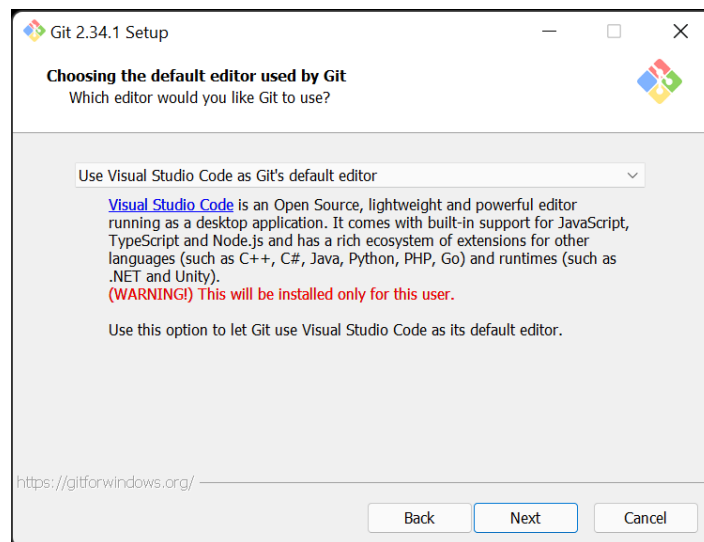 Git 2.34.1 Setup
Choosing the default editor used by Git
Which editor would you like Git to use?
Use Visual Studio Code as Git's default editor
Visual Studio Code is an Open Source, lightweight and powerful editor
running as a desktop application. It comes with built-in support for JavaScript,
TypeScript and Node.js and has a rich ecosystem of extensions for other
languages (such as C++, C#, Java, Python, PHP, Go) and runtimes (such as
.NET and Unity).
(WARNING!) This will be installed only for this user.
Use this option to let Git use Visual Studio Code as its default editor.
https://gitforwindows.org/
Back Next Cancel